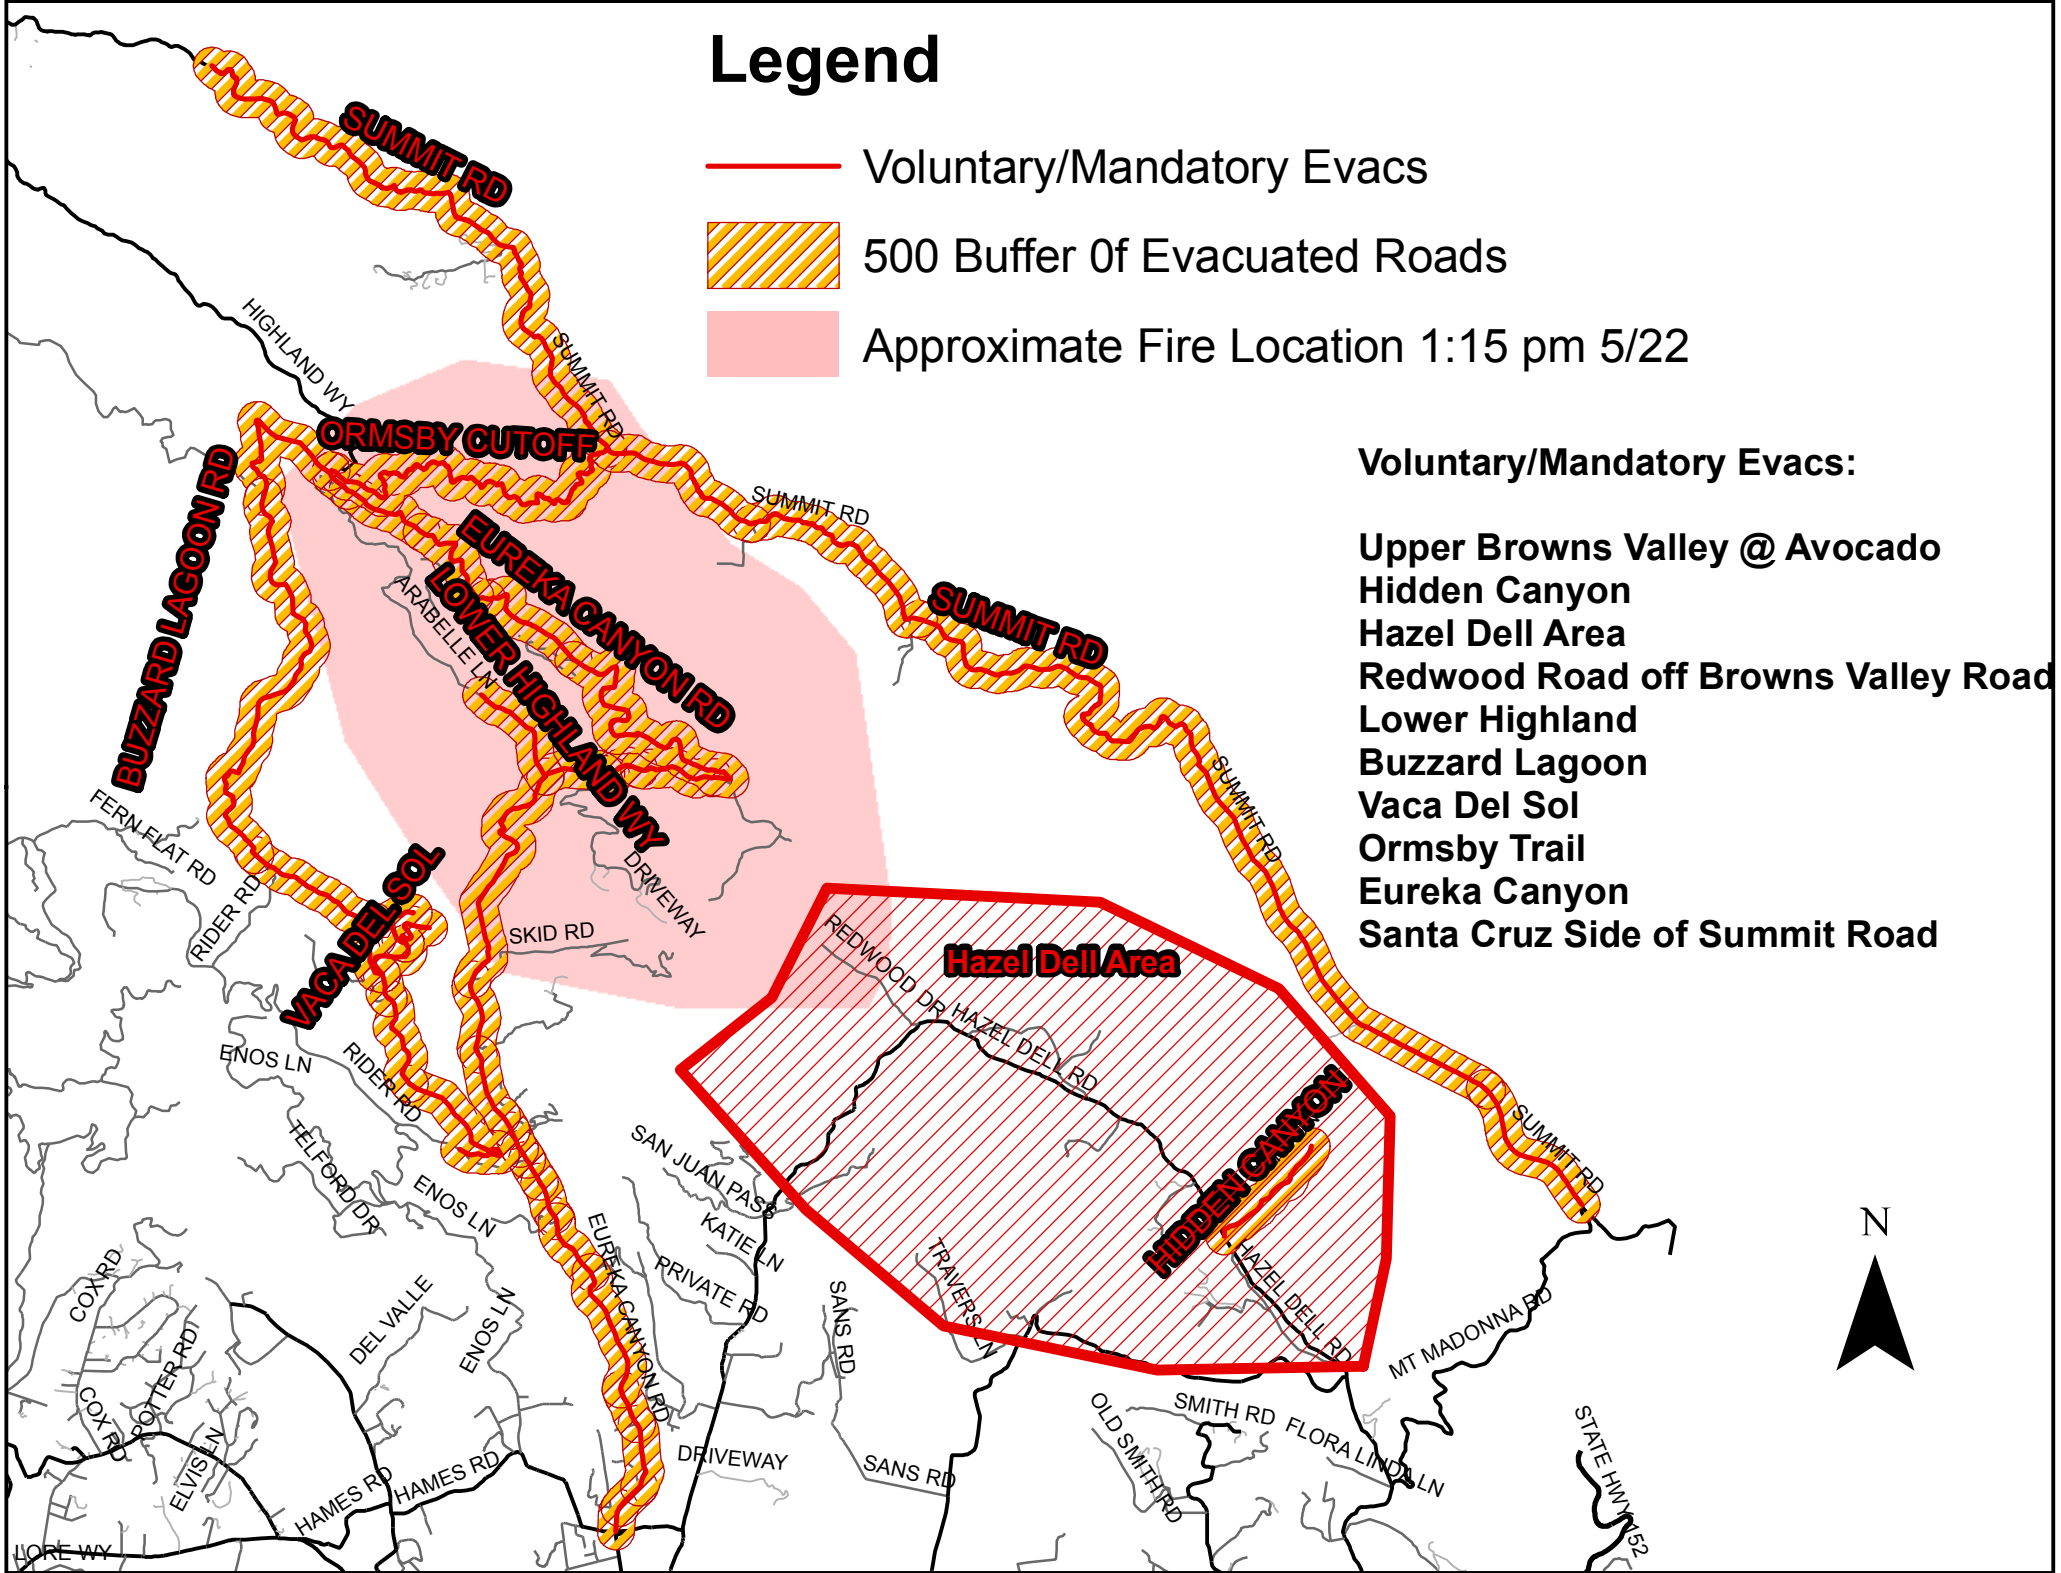 Legend
Voluntary/Mandatory Evacs
500 Buffer 0f Evacuated Roads
Approximate Fire Location 1:15 pm 5/22
Voluntary/Mandatory Evacs:
Upper Browns Valley @ Avocado
Hidden Canyon
Hazel Dell Area
Redwood Road off Browns Valley Road
Lower Highland
Buzzard Lagoon
Vaca Del Sol
Ormsby Trail
Eureka Canyon
Santa Cruz Side of Summit Road
SUMMIT RD
HIGHLAND WY
SUMMIT RD
ORMSBY CUTOFF
BUZZARD LAGOON RD
SUMMIT RD
EUREKA CANYON RD
LOWER HIGHLAND WY
ARABELLE LN
SUMMIT RD
SUMMIT RD
FERN FLAT RD
RIDER RD
VACA DEL SOL
DRIVEWAY
SKID RD
REDWOOD DR
Hazel Dell Area
HAZEL DELL RD
ENOS LN
RIDER RD
HIDDEN CANYON
SUMMIT RD
TELFORD DR
ENOS LN
SAN JUAN PASS
KATIE LN
PRIVATE RD
EUREKA CANYON RD
TRAVERS LN
HAZEL DELL RD
N
COX RD
POTTER RD
DEL VALLE
ENOS LN
SANS RD
MT MADONNA RD
COX RD
ELVIS LN
HAMES RD
HAMES RD
DRIVEWAY
SANS RD
OLD SMITH RD
SMITH RD
FLORA LINDA LN
STATE HWY 152
LORE WY